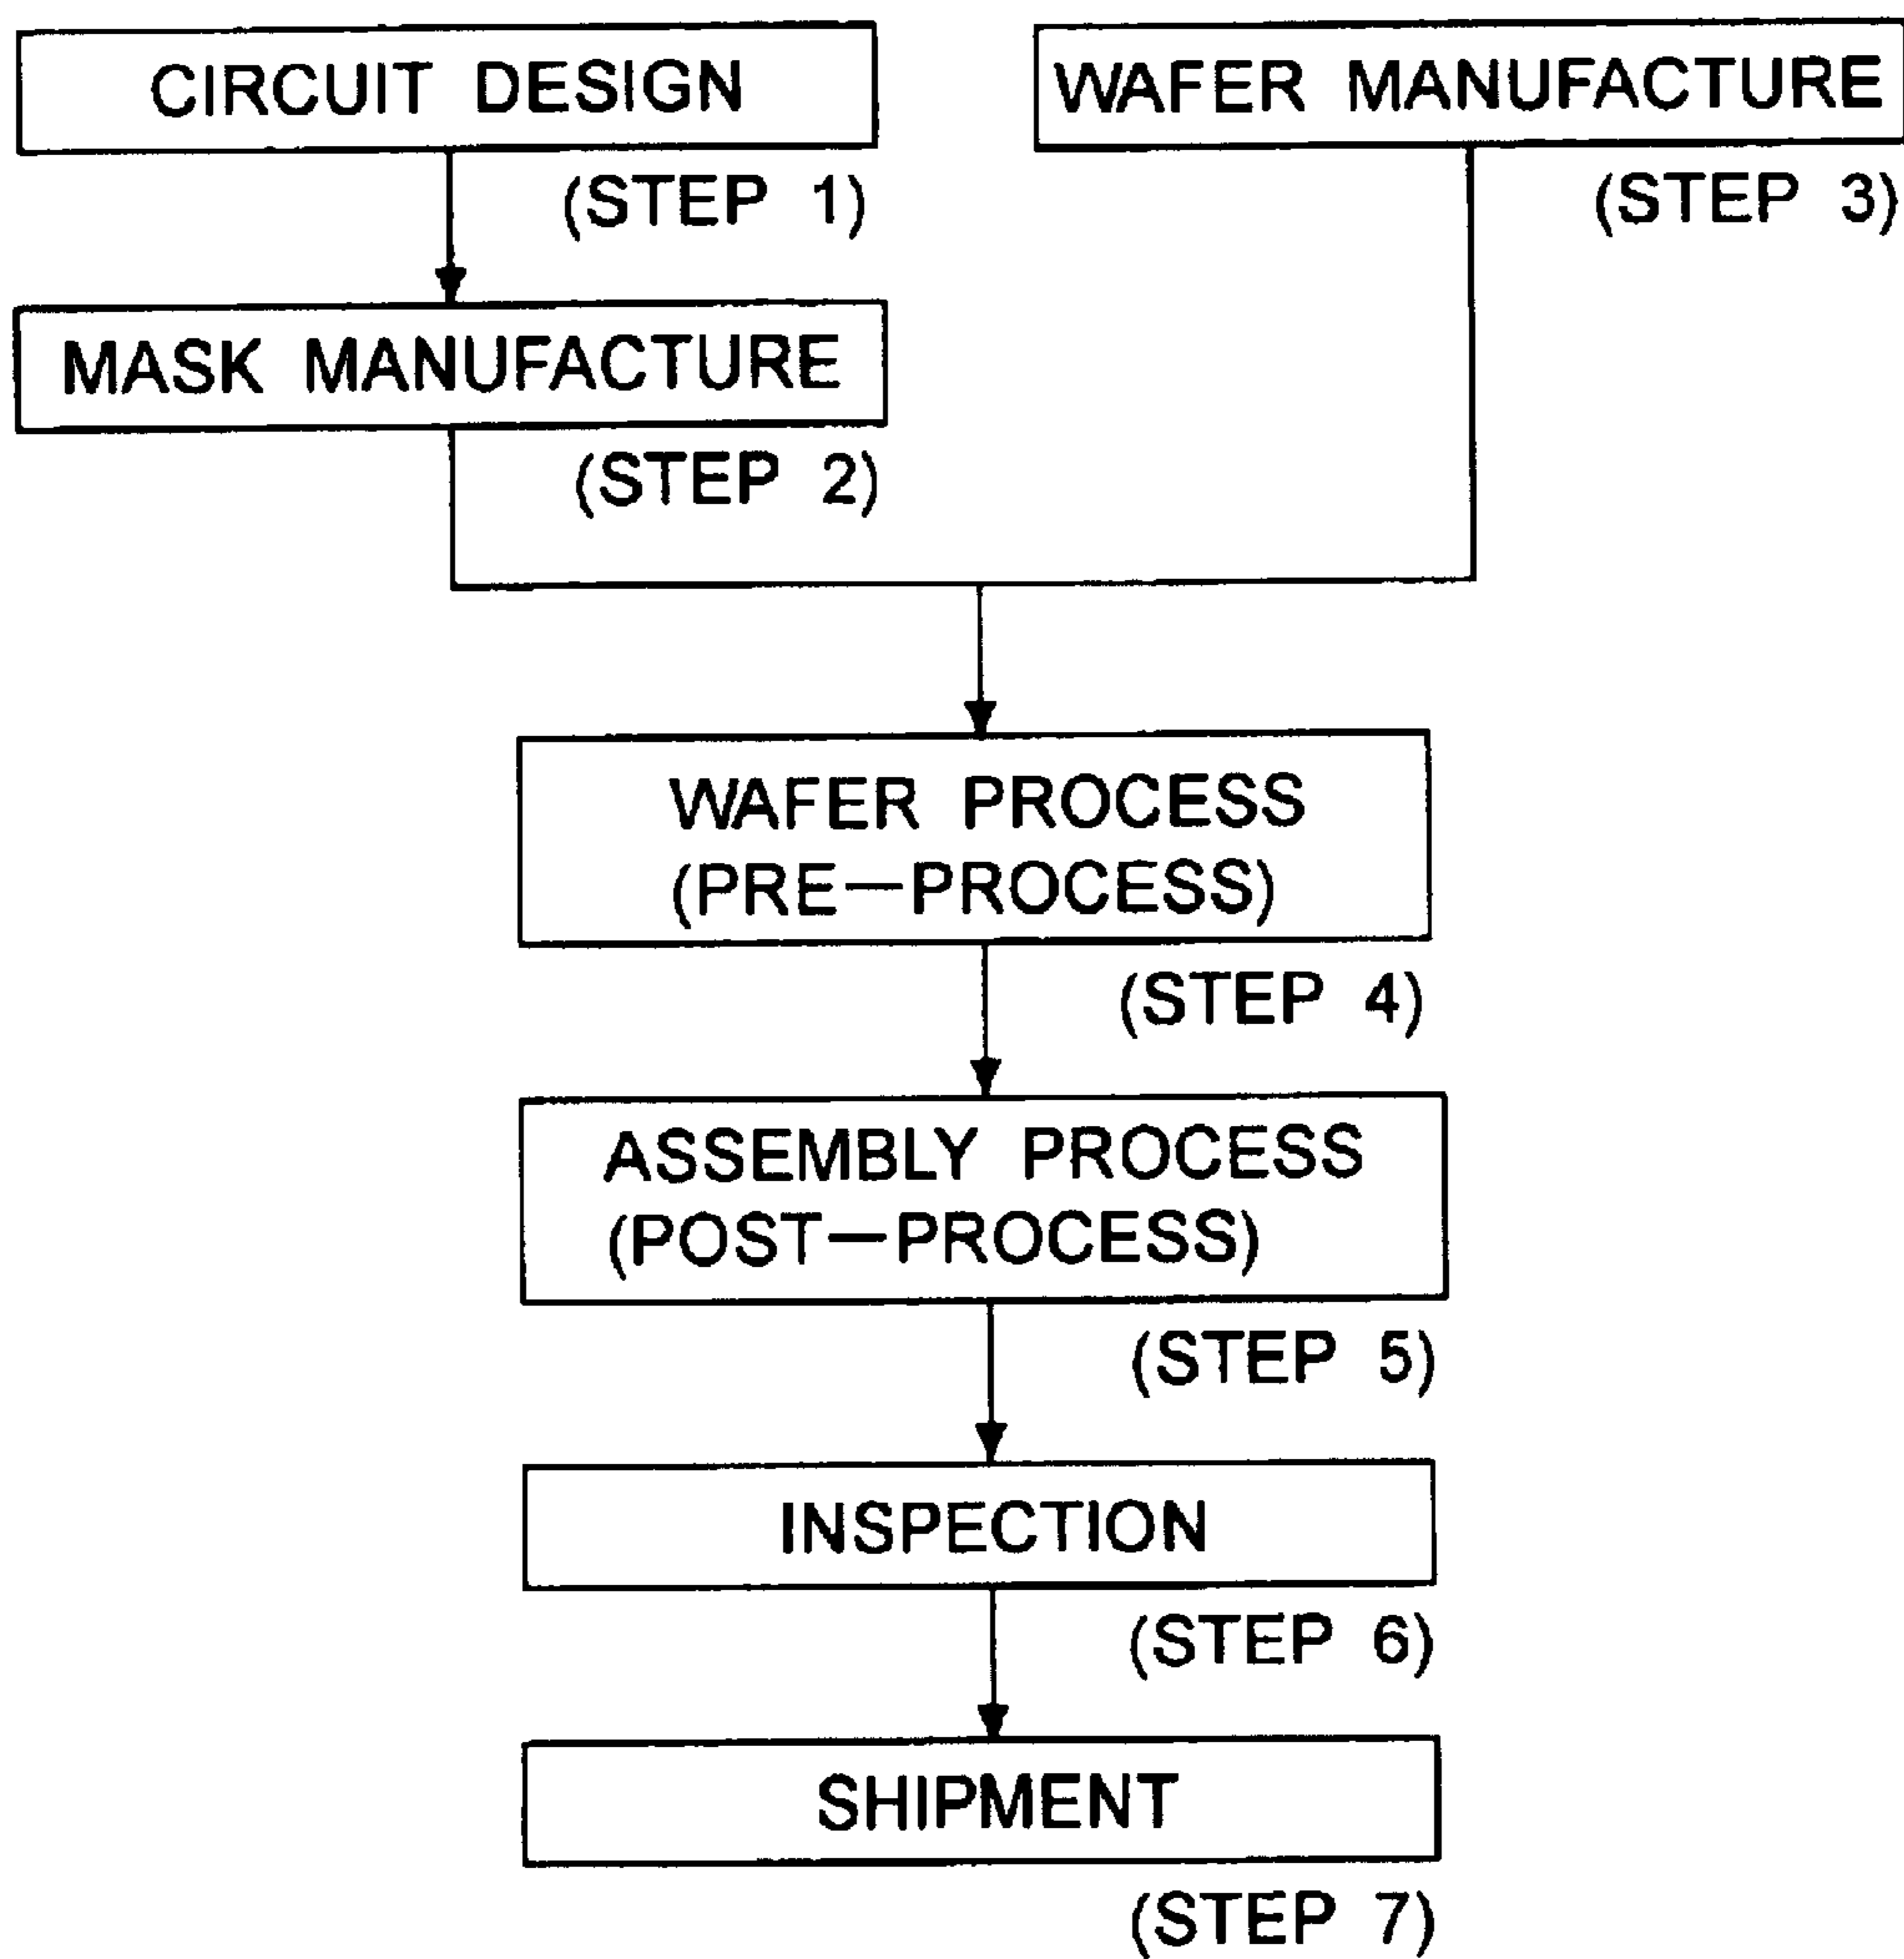 CIRCUIT DESIGN
(STEP 1)
MASK MANUFACTURE
(STEP 2)
WAFER MANUFACTURE
(STEP 3)
WAFER PROCESS
(PRE—PROCESS)
(STEP 4)
ASSEMBLY PROCESS
(POST—PROCESS)
(STEP 5)
INSPECTION
(STEP 6)
SHIPMENT
(STEP 7)